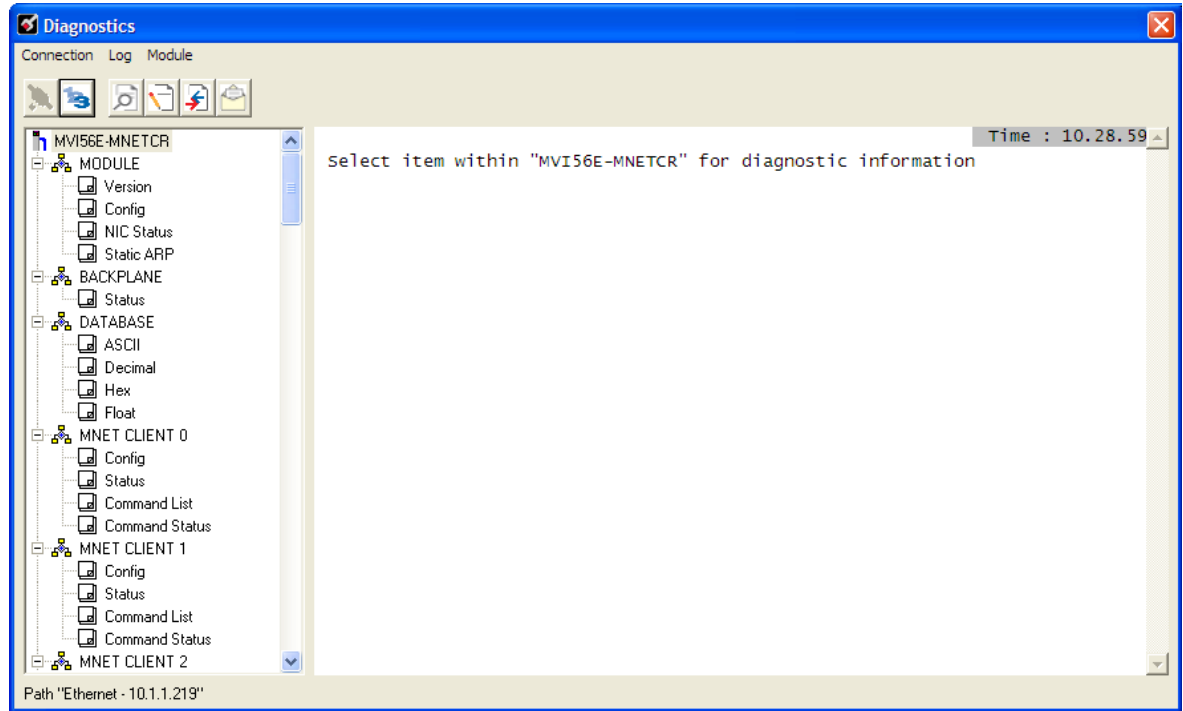 Diagnostics
Connection Log Module
MVI56E-MNETCR
MODULE
Version
Config
NIC Status
Static ARP
BACKPLANE
Status
DATABASE
ASCII
Decimal
Hex
Float
MNET CLIENT 0
Config
Status
Command List
Command Status
MNET CLIENT 1
Config
Status
Command List
Command Status
MNET CLIENT 2
Time : 10.28.59
Select item within "MVI56E-MNETCR" for diagnostic information
Path "Ethernet - 10.1.1.219"